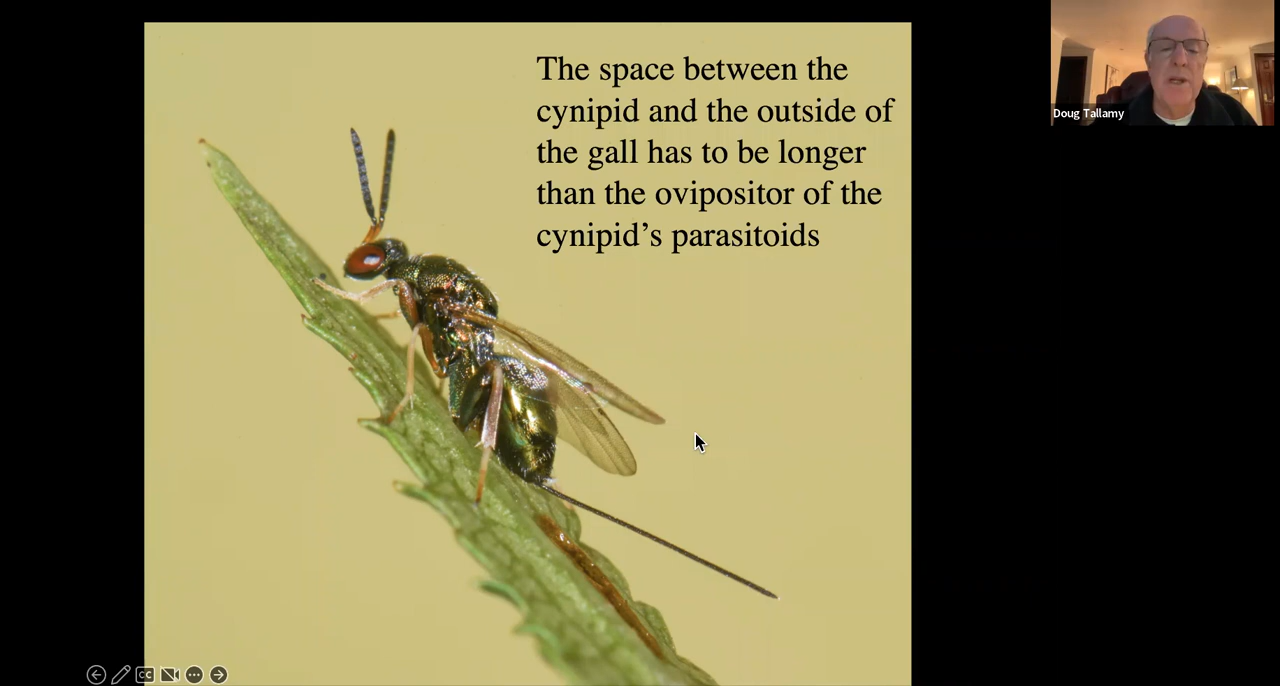 The space between the
cynipid and the outside of
the gall has to be longer
than the ovipositor of the
cynipid’s parasitoids
Doug Tallamy
CC